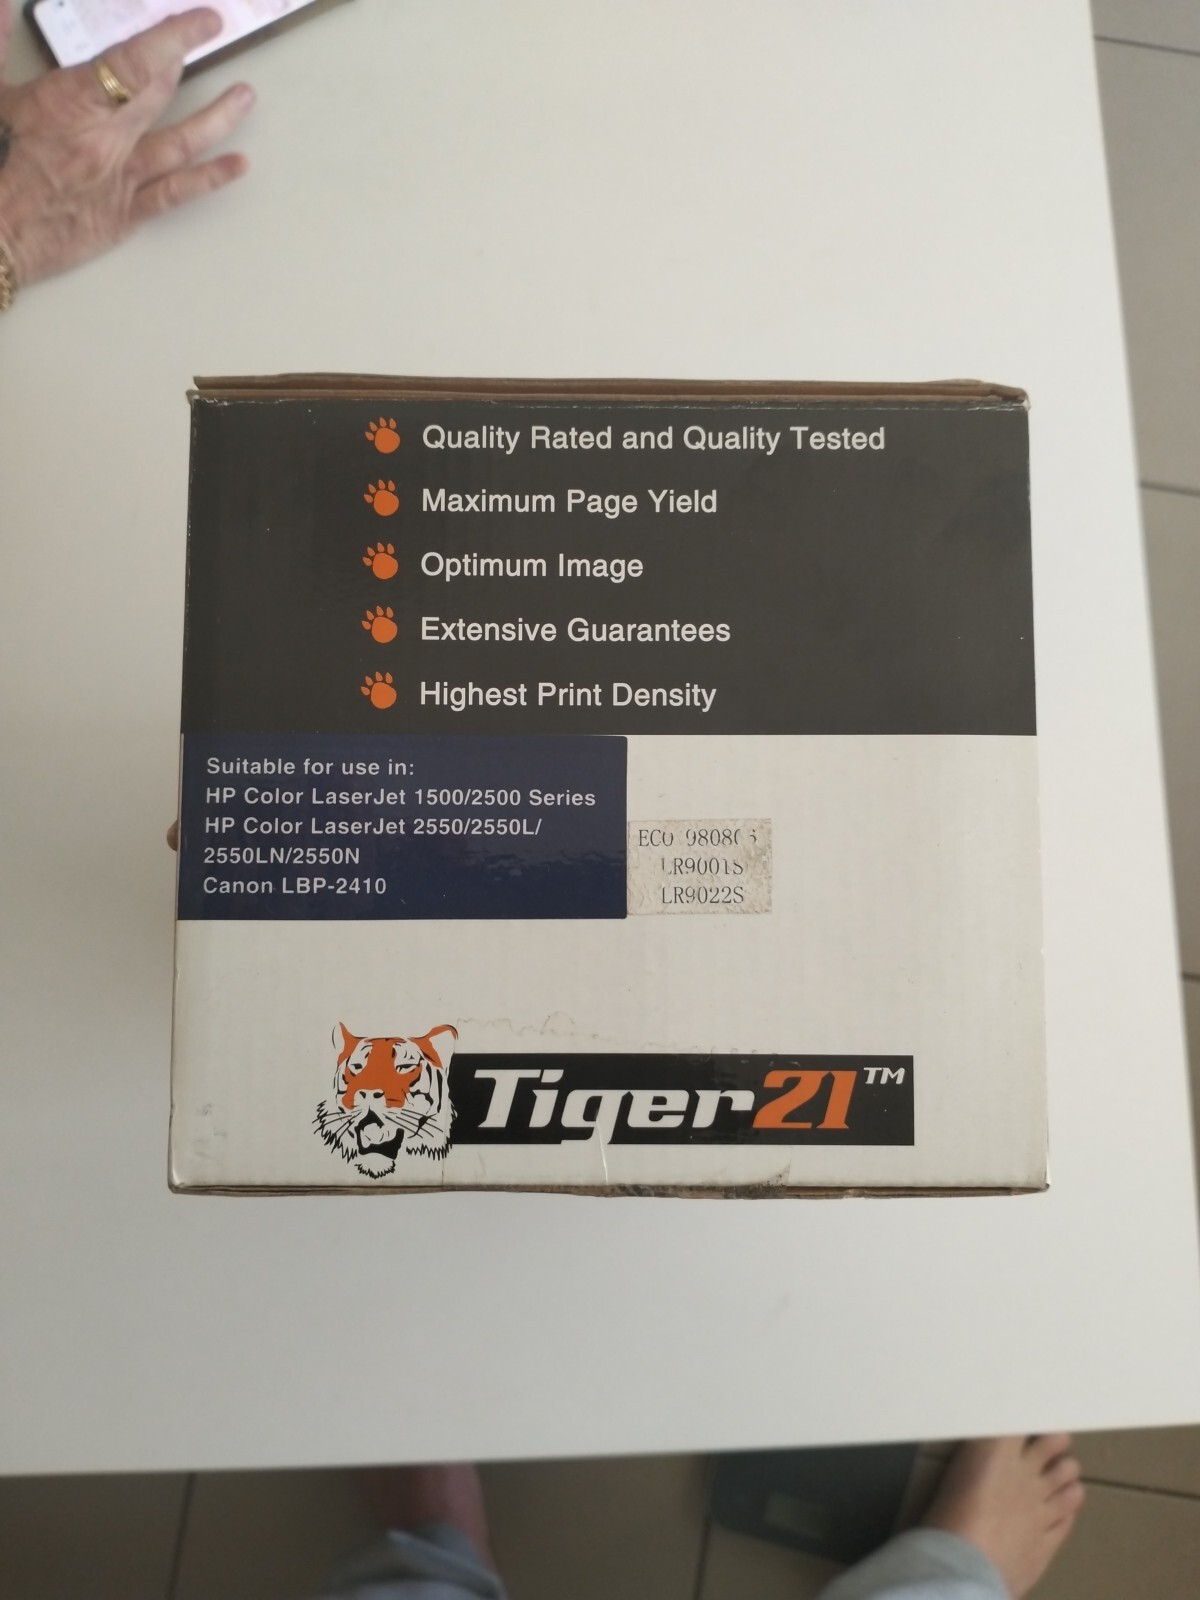 Quality Rated and Quality Tested
Maximum Page Yield
Optimum Image
Extensive Guarantees
Highest Print Density
Suitable for use in:
HP Color LaserJet 1500/2500 Series
HP Color LaserJet 2550/2550L/
2550LN/2550N
Canon LBP-2410
LR9001S
LR9022S
Tiger21™